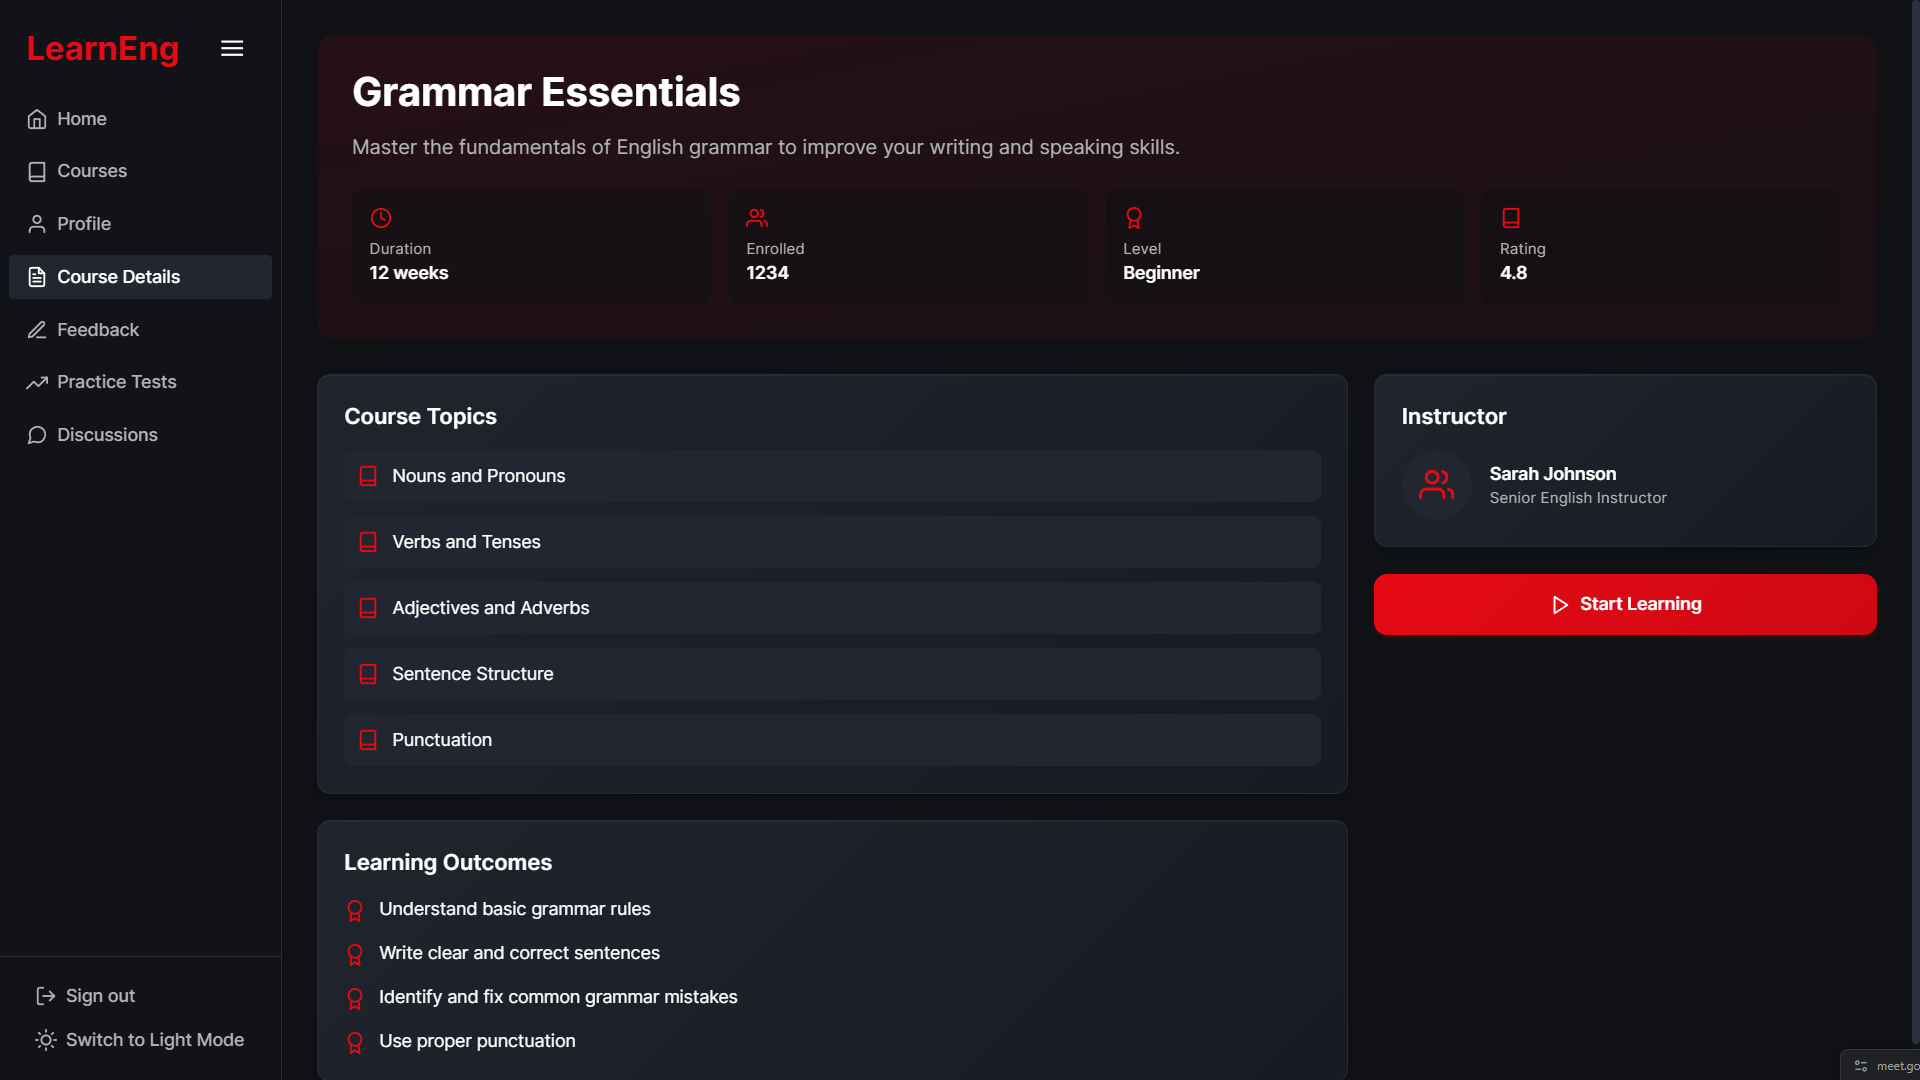 LearnEng
Home
Courses
Profile
Course Details
Feedback
Practice Tests
Discussions
Sign out
Switch to Light Mode
Grammar Essentials
Master the fundamentals of English grammar to improve your writing and speaking skills.
Duration
12 weeks
Enrolled
1234
Level
Beginner
Rating
4.8
Course Topics
Nouns and Pronouns
Verbs and Tenses
Adjectives and Adverbs
Sentence Structure
Punctuation
Learning Outcomes
Understand basic grammar rules
Write clear and correct sentences
Identify and fix common grammar mistakes
Use proper punctuation
Instructor
Sarah Johnson
Senior English Instructor
Start Learning
meet.go